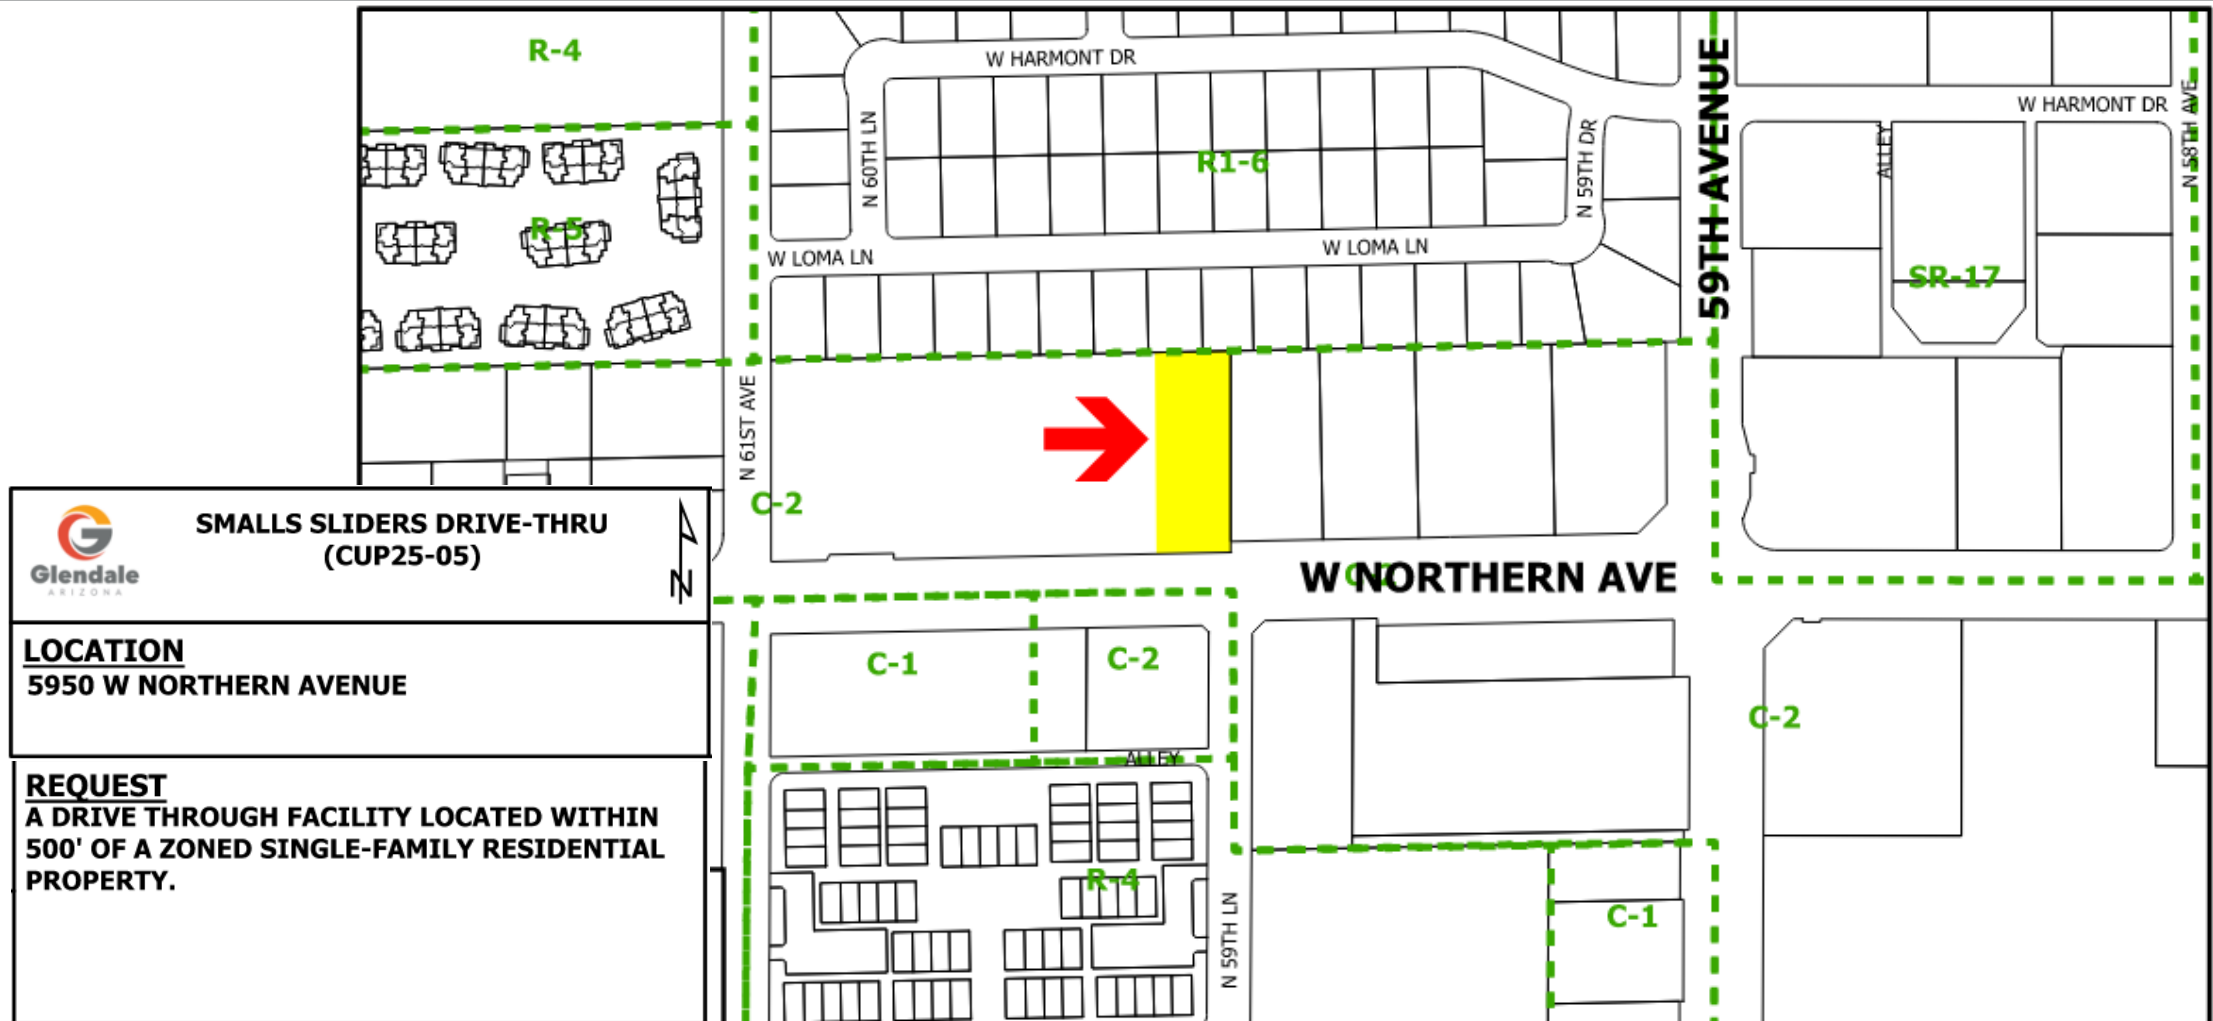 R-4
W HARMONT DR
59TH AVENUE
N 58TH AVE
W HARMONT DR
N 60TH LN
N 59TH DR
ALLEY
R1-6
R-5
W LOMA LN
W LOMA LN
SR-17
N 61ST AVE
C-2
W NORTHERN AVE
Glendale
ARIZONA
SMALLS SLIDERS DRIVE-THRU
(CUP25-05)
N
LOCATION
5950 W NORTHERN AVENUE
REQUEST
A DRIVE THROUGH FACILITY LOCATED WITHIN
500' OF A ZONED SINGLE-FAMILY RESIDENTIAL
PROPERTY.
C-1
C-2
C-2
ALLEY
R-4
N 59TH LN
C-1